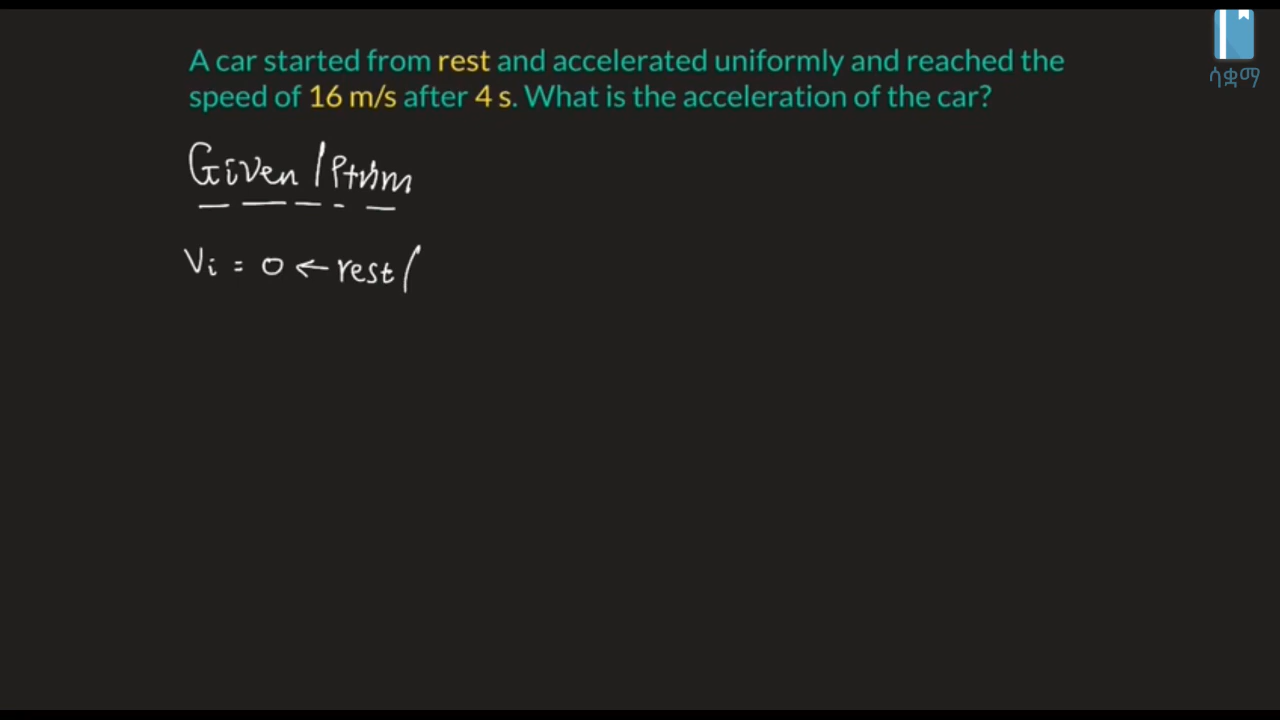 A car started from rest and accelerated uniformly and reached the
speed of 16 m/s after 4 s. What is the acceleration of the car?
Given / የተሰጠ
Vi = 0 ← rest /
ሳቋማ